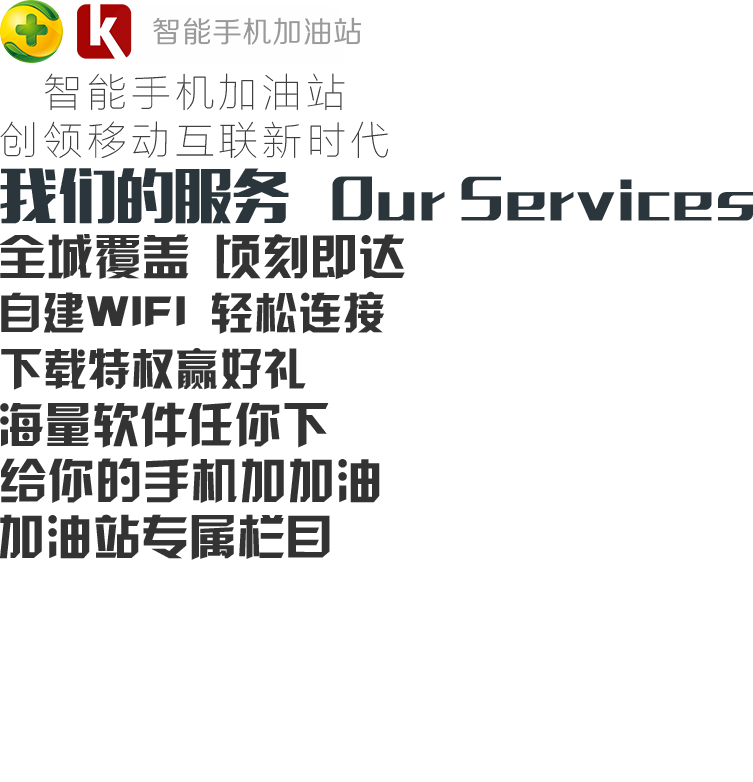 K 智能手机加油站
智能手机加油站
创领移动互联新时代
我们的服务 Our Services
全城覆盖 顷刻即达
自建WIFI 轻松连接
下载特权赢好礼
海量软件任你下
给你的手机加加油
加油站专属栏目